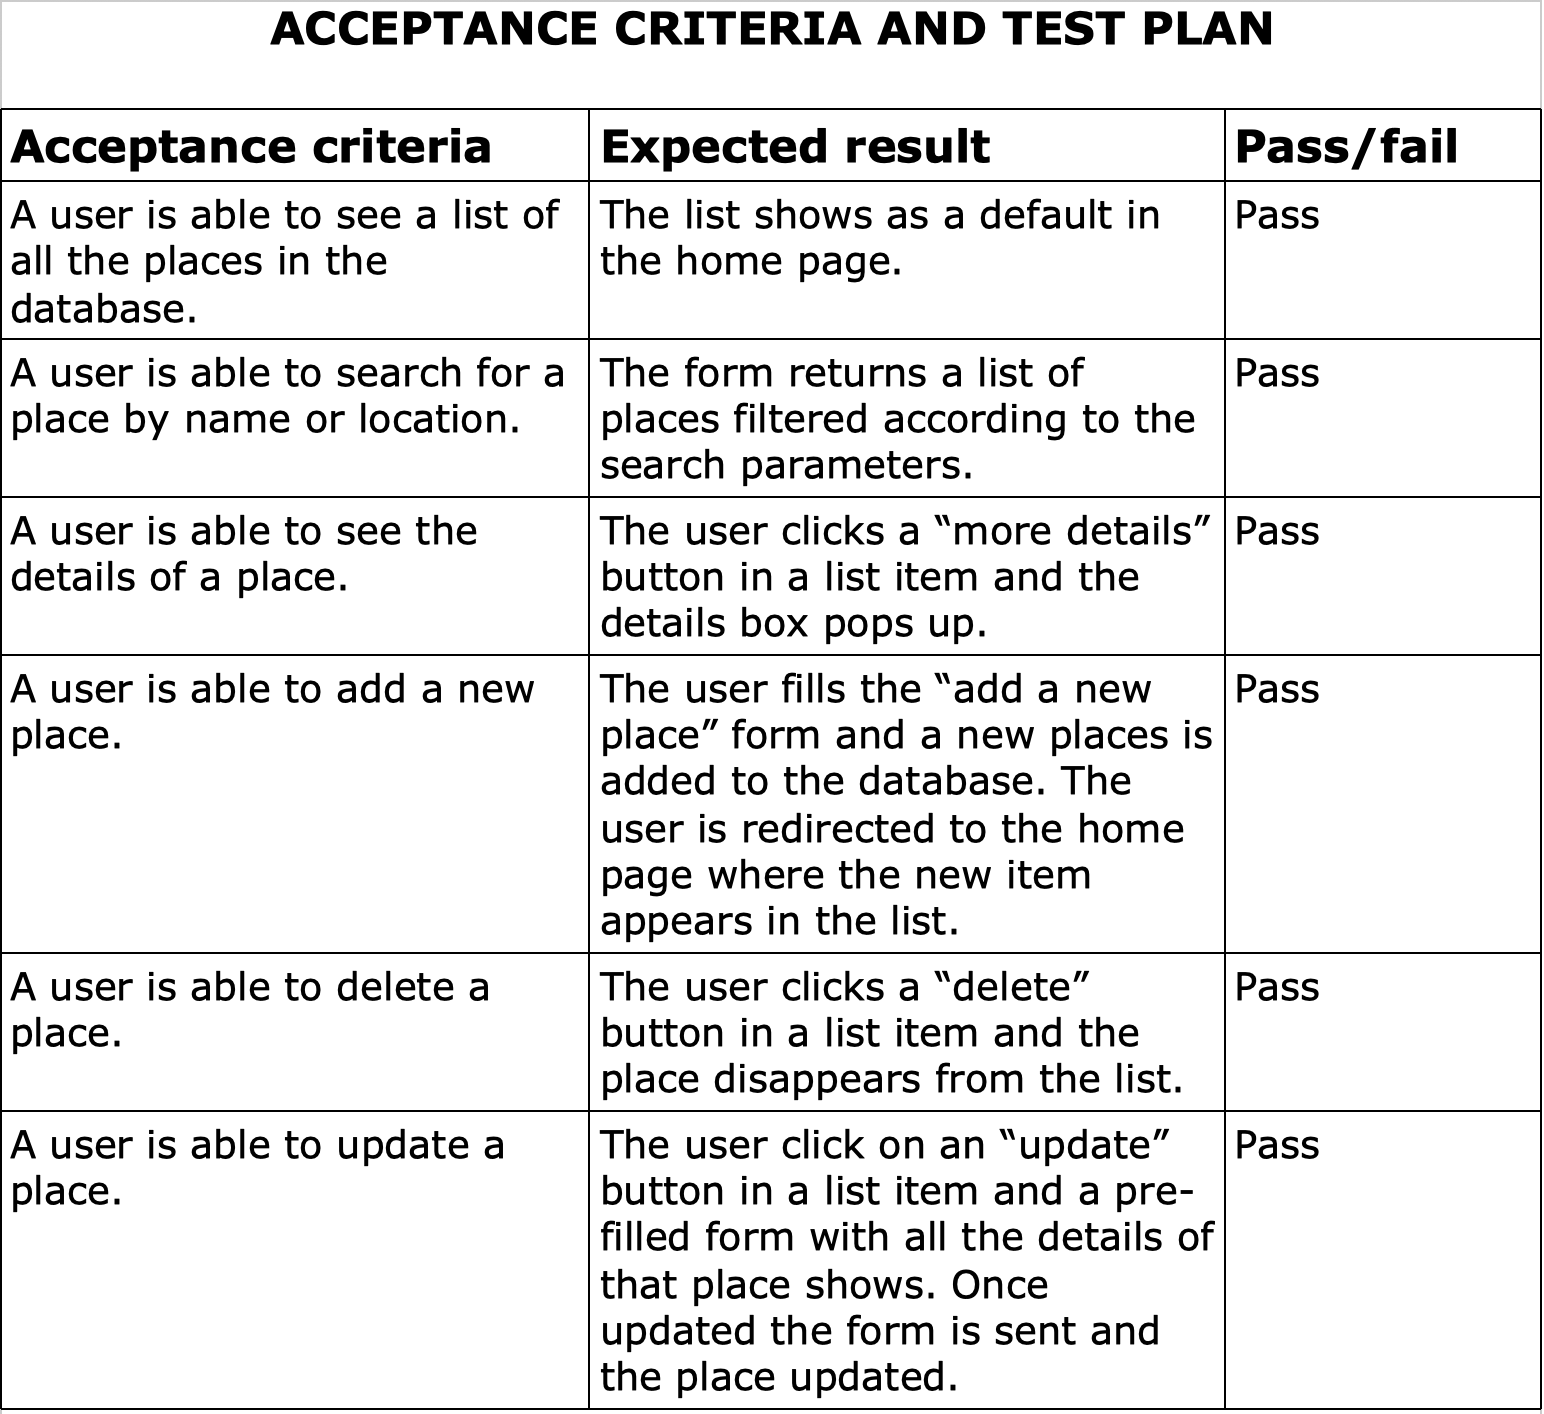 ACCEPTANCE CRITERIA AND TEST PLAN
Acceptance criteria
Expected result
Pass/fail
A user is able to see a list of
all the places in the
database.
The list shows as a default in
the home page.
Pass
A user is able to search for a
place by name or location.
The form returns a list of
places filtered according to the
search parameters.
Pass
A user is able to see the
details of a place.
The user clicks a “more details”
button in a list item and the
details box pops up.
Pass
A user is able to add a new
place.
The user fills the “add a new
place” form and a new places is
added to the database. The
user is redirected to the home
page where the new item
appears in the list.
Pass
A user is able to delete a
place.
The user clicks a “delete”
button in a list item and the
place disappears from the list.
Pass
A user is able to update a
place.
The user click on an “update”
button in a list item and a pre-
filled form with all the details of
that place shows. Once
updated the form is sent and
the place updated.
Pass